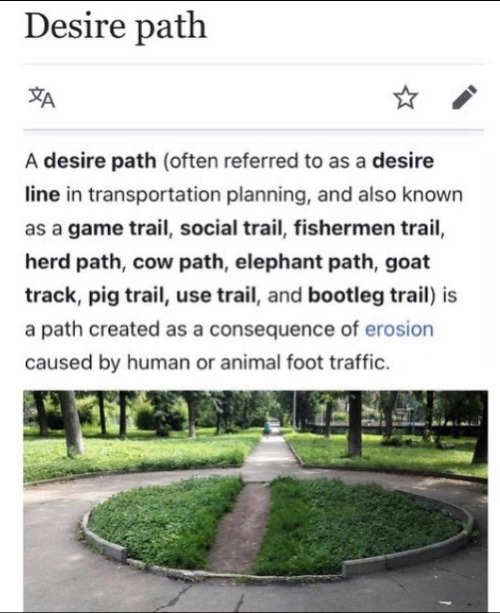 Desire path
A desire path (often referred to as a desire
line in transportation planning, and also known
as a game trail, social trail, fishermen trail,
herd path, cow path, elephant path, goat
track, pig trail, use trail, and bootleg trail) is
a path created as a consequence of erosion
caused by human or animal foot traffic.